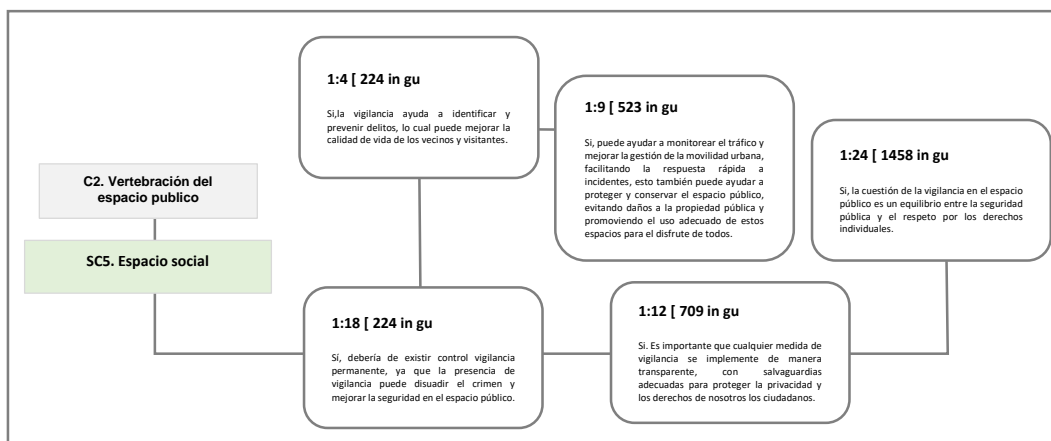 1:4 [ 224 in gu
Si,la vigilancia ayuda a identificar y
prevenir delitos, lo cual puede mejorar la
calidad de vida de los vecinos y visitantes.
1:9 [ 523 in gu
Si, puede ayudar a monitorear el tráfico y
mejorar la gestión de la movilidad urbana,
facilitando la respuesta rápida a
incidentes, esto también puede ayudar a
proteger y conservar el espacio público,
evitando daños a la propiedad pública y
promoviendo el uso adecuado de estos
espacios para el disfrute de todos.
1:24 [ 1458 in gu
Si, la cuestión de la vigilancia en el espacio
público es un equilibrio entre la seguridad
pública y el respeto por los derechos
individuales.
C2. Vertebración del
espacio publico
SC5. Espacio social
1:18 [ 224 in gu
Sí, debería de existir control vigilancia
permanente, ya que la presencia de
vigilancia puede disuadir el crimen y
mejorar la seguridad en el espacio público.
1:12 [ 709 in gu
Si. Es importante que cualquier medida de
vigilancia se implemente de manera
transparente, con salvaguardias
adecuadas para proteger la privacidad y
los derechos de nosotros los ciudadanos.